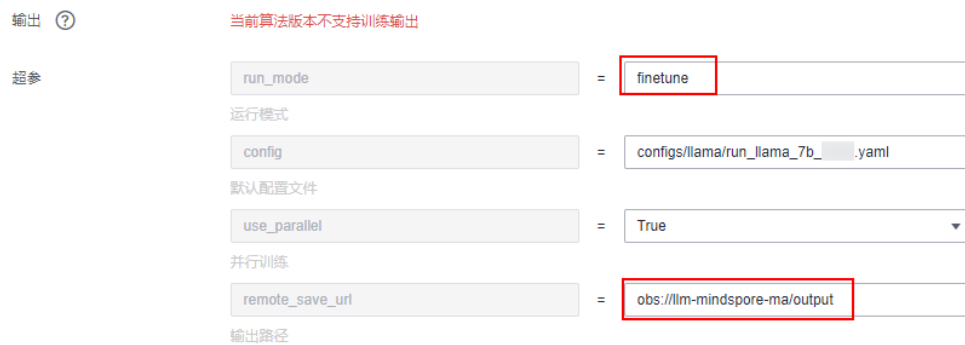 输出 ? 当前算法版本不支持训练输出
超参 run_mode = finetune
运行模式
config = configs/llama/run_llama_7b_ .yaml
默认配置文件
use_parallel = True
并行训练
remote_save_url = obs://llm-mindspore-ma/output
输出路径